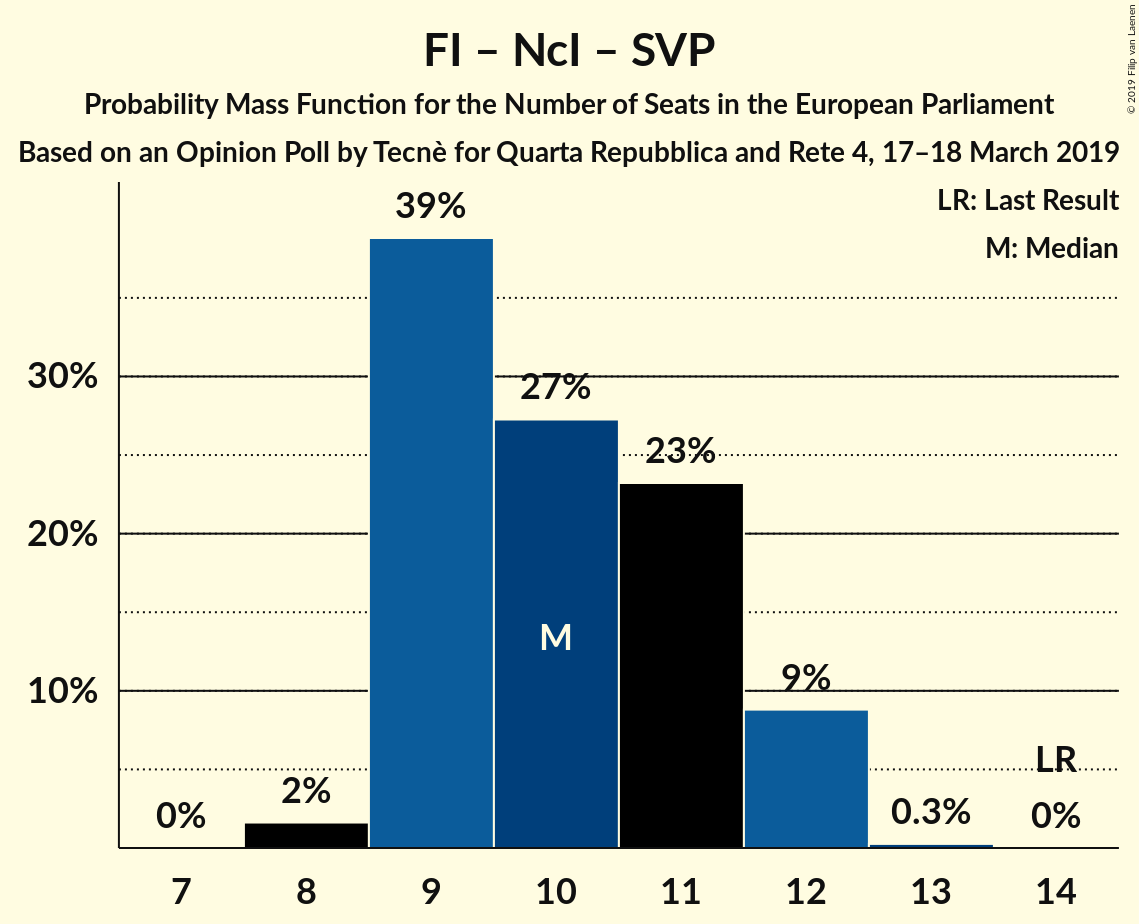 FI – NcI – SVP
Probability Mass Function for the Number of Seats in the European Parliament
Based on an Opinion Poll by Tecnè for Quarta Repubblica and Rete 4, 17–18 March 2019
© 2019 Filip van Laenen
LR: Last Result
M: Median
39%
30%
27%
23%
20%
M
10%
9%
LR
0%
2%
0.3%
0%
7 8 9 10 11 12 13 14